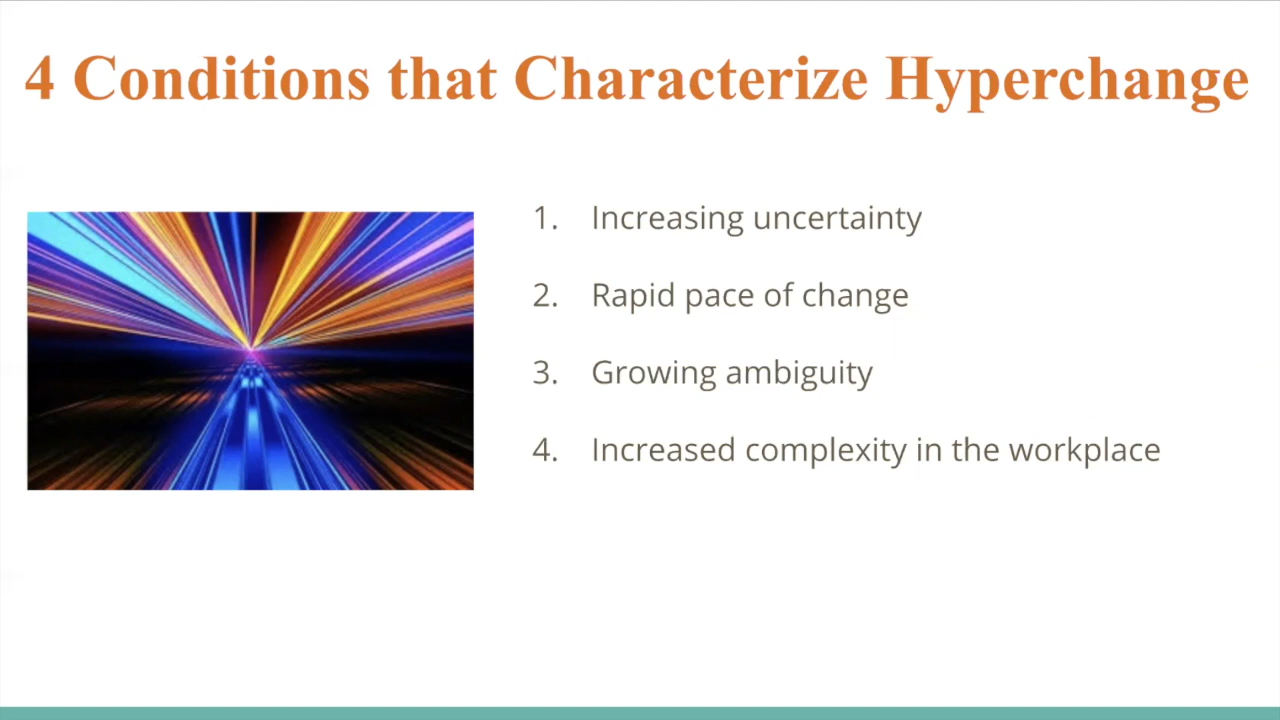 4 Conditions that Characterize Hyperchange
1. Increasing uncertainty
2. Rapid pace of change
3. Growing ambiguity
4. Increased complexity in the workplace